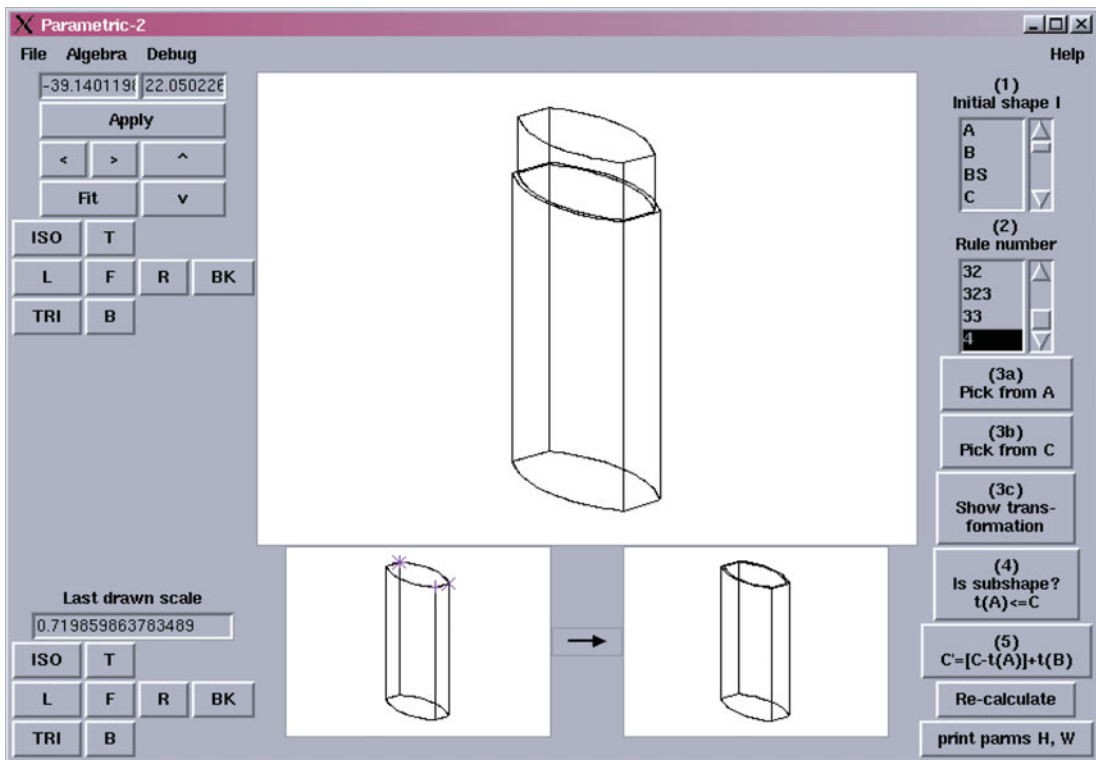 Parametric-2
File Algebra Debug Help
-39.1401198 22.050226
Apply
< > ^
Fit v
ISO T
L F R BK
TRI B
(1)
Initial shape I
A
B
BS
C
(2)
Rule number
32
323
33
4
(3a)
Pick from A
(3b)
Pick from C
(3c)
Show trans-
formation
(4)
Is subshape?
t(A)<=C
(5)
C'=[C-t(A)]+t(B)
Re-calculate
print parms H, W
Last drawn scale
0.719859863783489
ISO T
L F R BK
TRI B